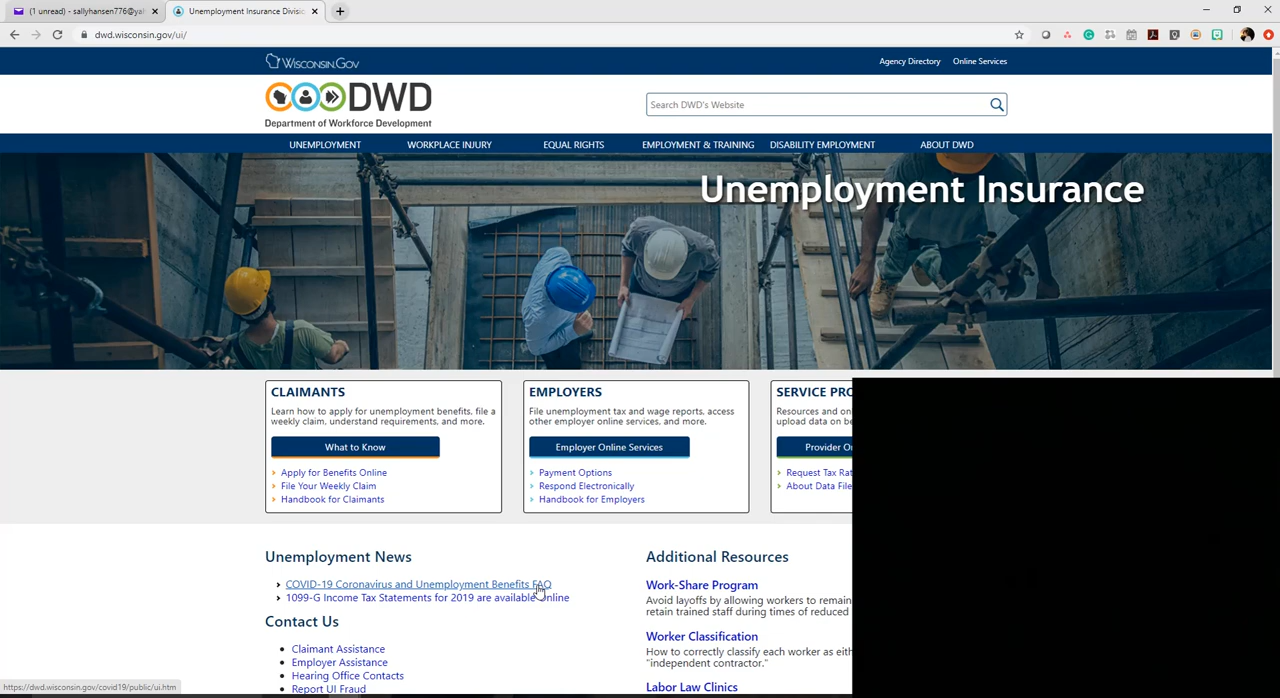 (1 unread) - sallyhansen776@ya
Unemployment Insurance Divisi
dwd.wisconsin.gov/ui/
WISCONSIN.GOV
Agency Directory Online Services
DWD
Department of Workforce Development
Search DWD's Website
UNEMPLOYMENT WORKPLACE INJURY EQUAL RIGHTS EMPLOYMENT & TRAINING DISABILITY EMPLOYMENT ABOUT DWD
Unemployment Insurance
CLAIMANTS
Learn how to apply for unemployment benefits, file a
weekly claim, understand requirements, and more.
What to Know
Apply for Benefits Online
File Your Weekly Claim
Handbook for Claimants
EMPLOYERS
File unemployment tax and wage reports, access
other employer online services, and more.
Employer Online Services
Payment Options
Respond Electronically
Handbook for Employers
SERVICE PRO
Resources and on
upload data on be
Provider O
Request Tax Rat
About Data File
Unemployment News
COVID-19 Coronavirus and Unemployment Benefits FAQ
1099-G Income Tax Statements for 2019 are available online
Contact Us
Claimant Assistance
Employer Assistance
Hearing Office Contacts
Report UI Fraud
Additional Resources
Work-Share Program
Avoid layoffs by allowing workers to remain
retain trained staff during times of reduced
Worker Classification
How to correctly classify each worker as eith
"independent contractor."
Labor Law Clinics
https://dwd.wisconsin.gov/covid19/public/ui.htm